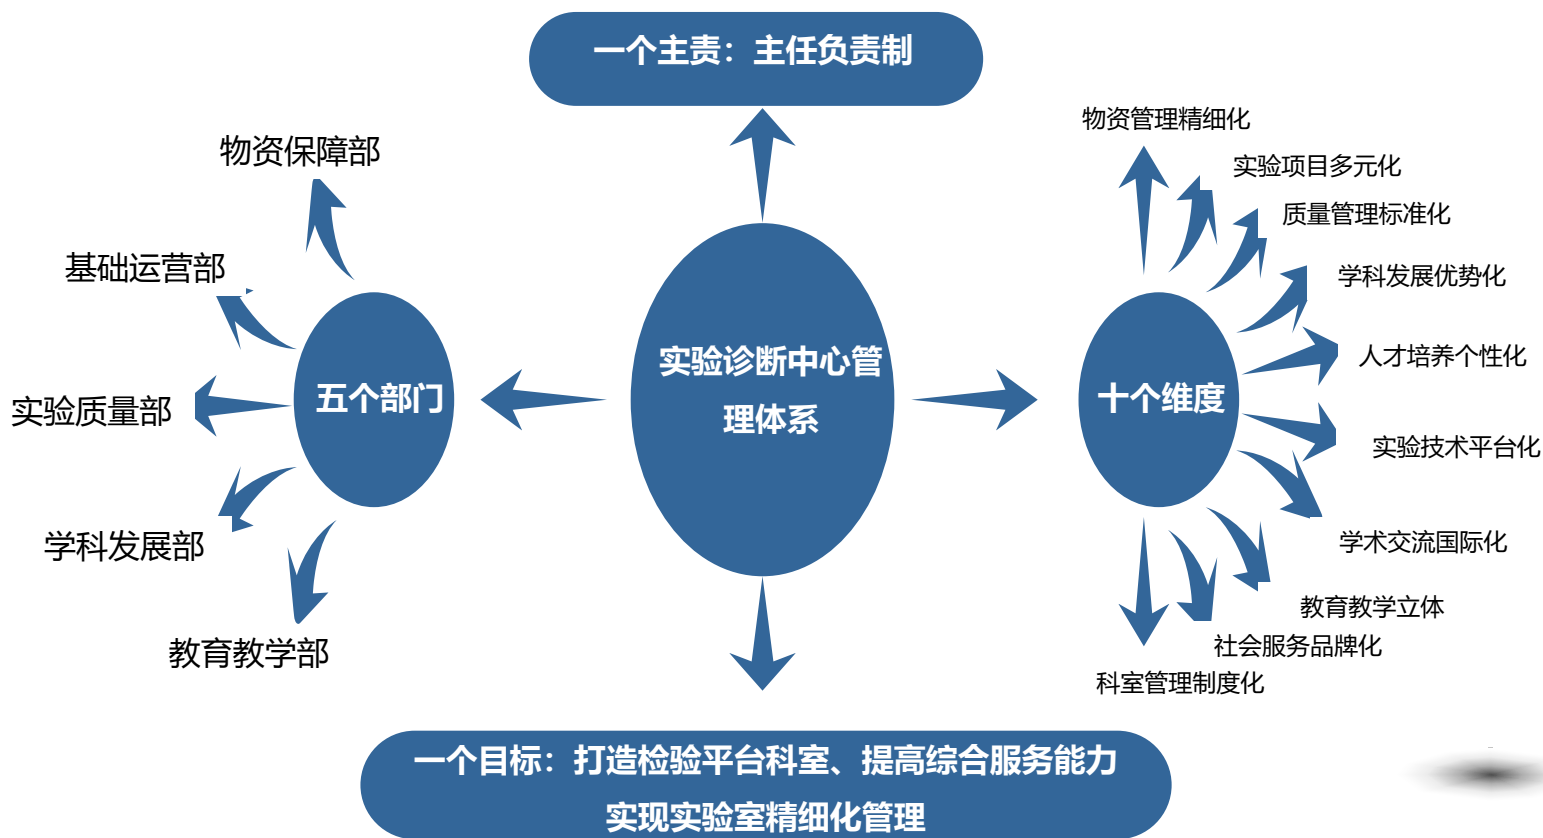 一个主责：主任负责制
物资保障部
基础运营部
实验质量部
学科发展部
教育教学部
五个部门
实验诊断中心管
理体系
十个维度
物资管理精细化
实验项目多元化
质量管理标准化
学科发展优势化
人才培养个性化
实验技术平台化
学术交流国际化
教育教学立体
社会服务品牌化
科室管理制度化
一个目标：打造检验平台科室、提高综合服务能力
实现实验室精细化管理